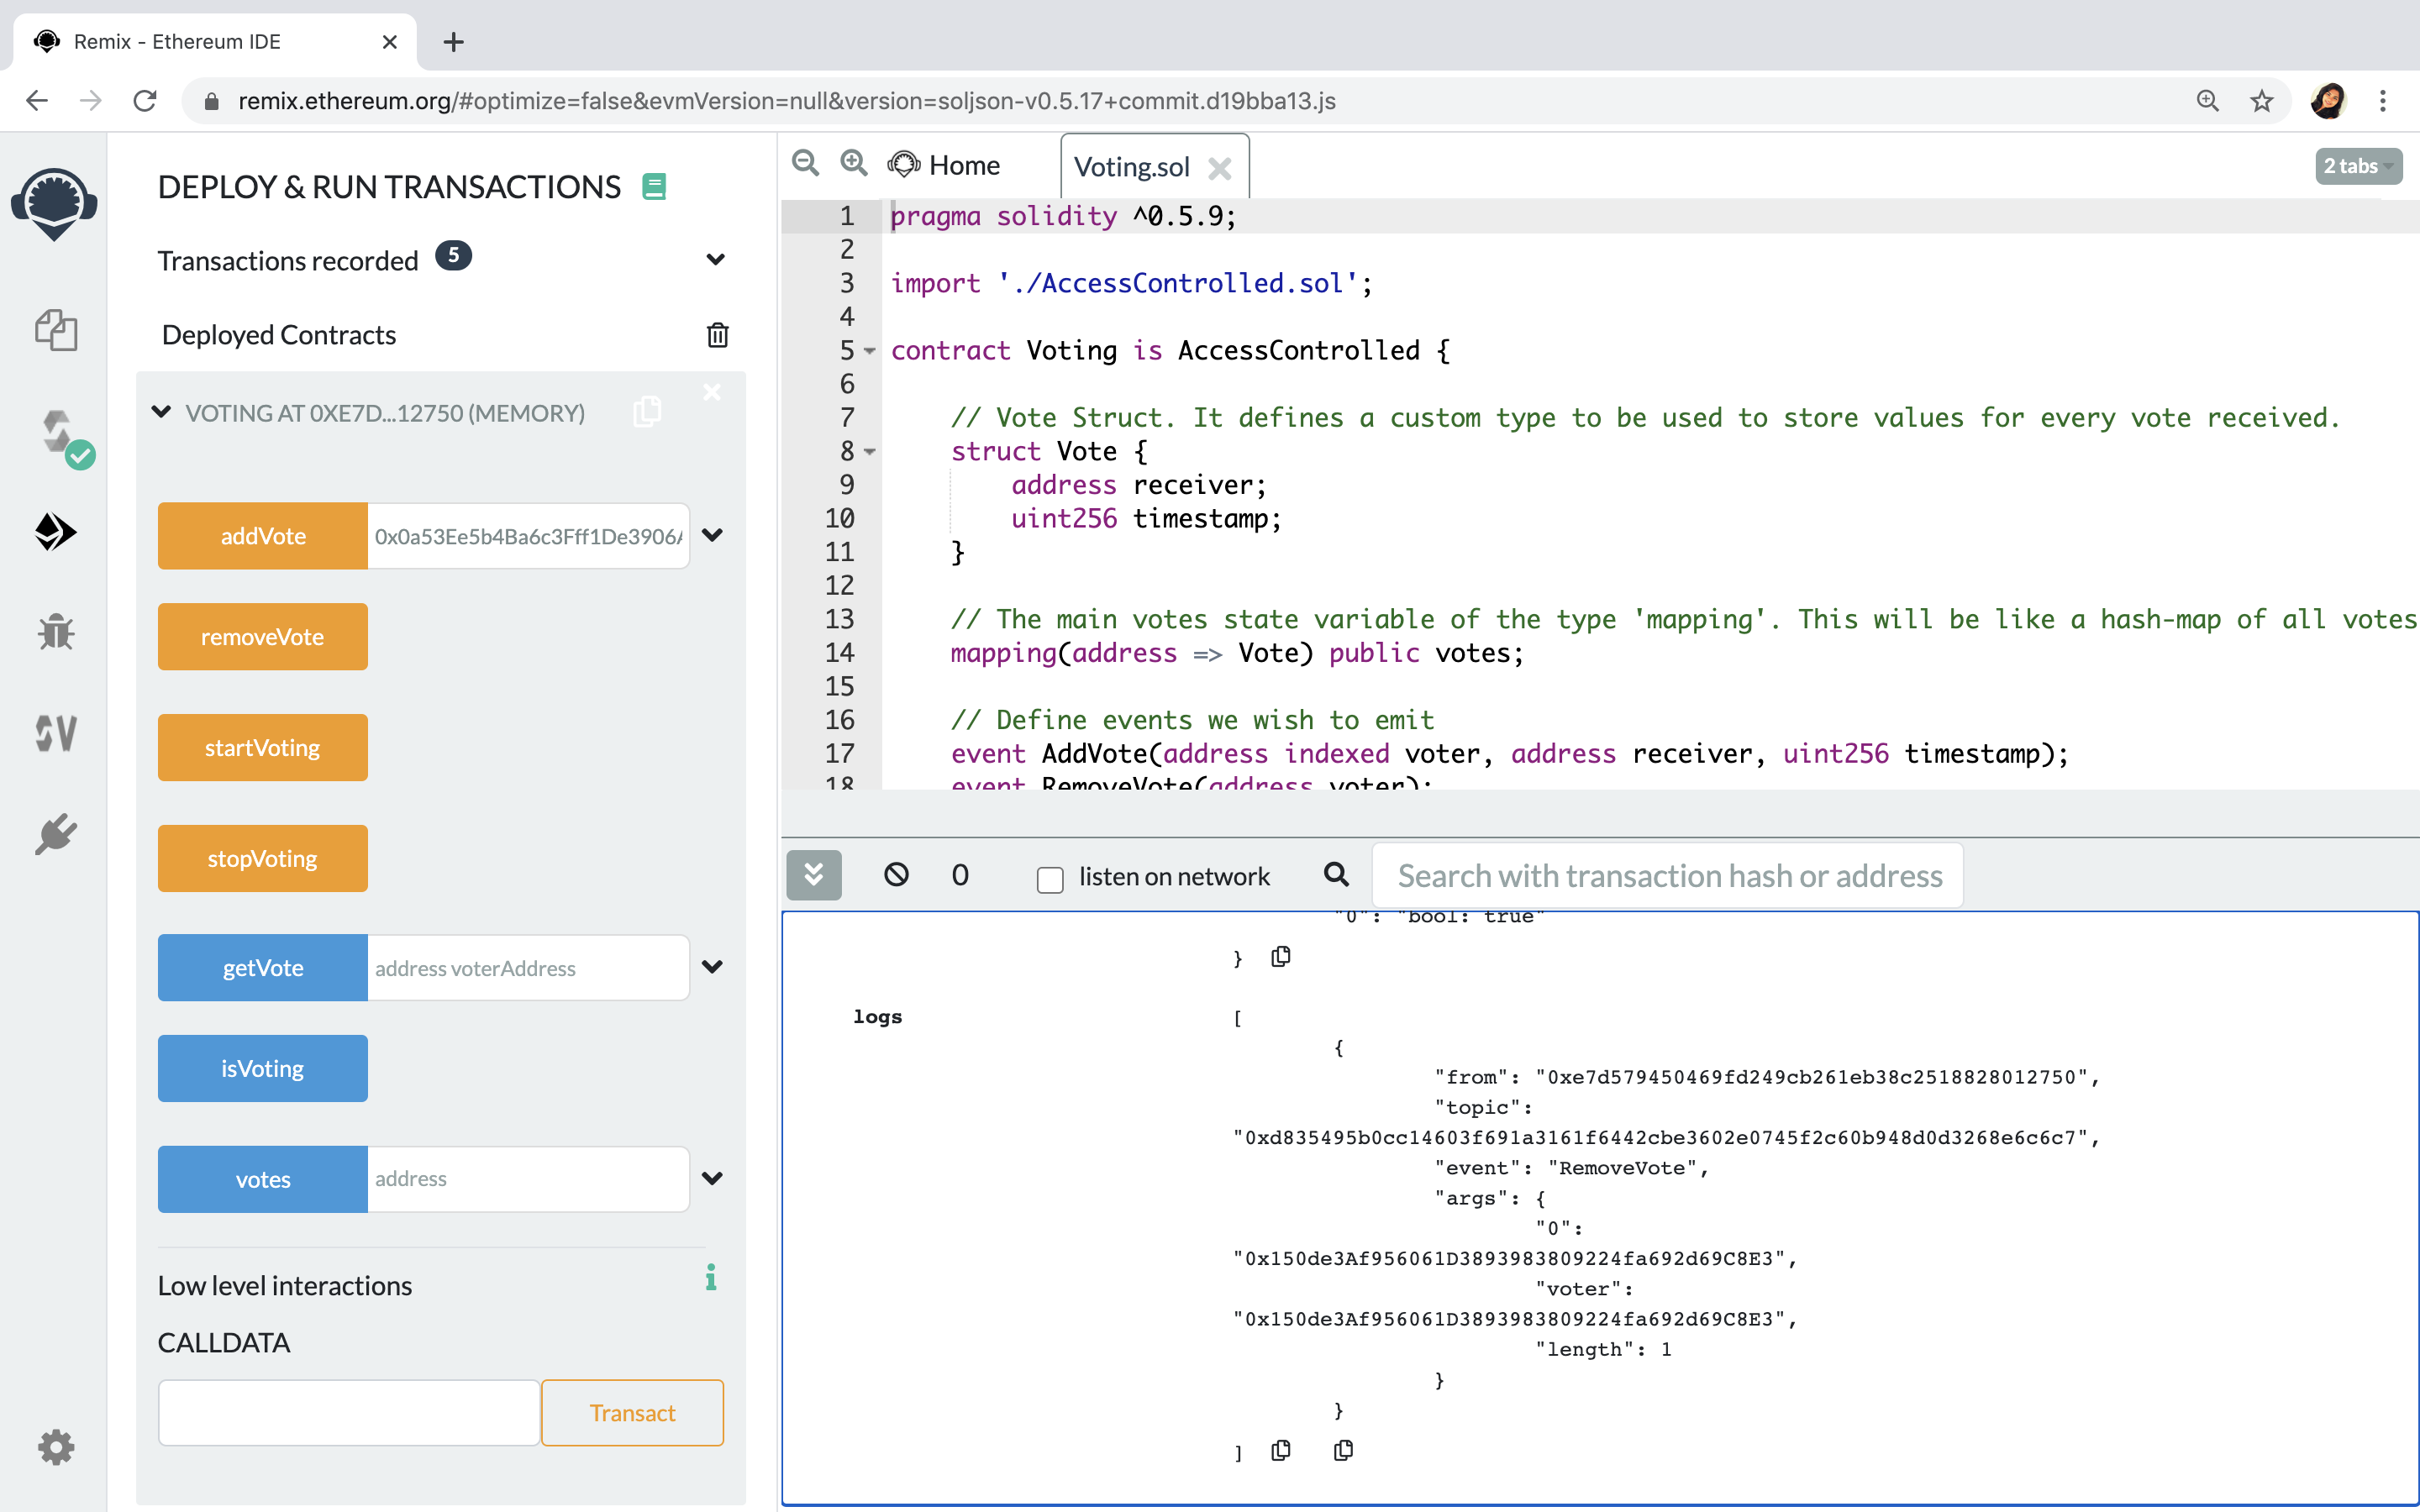 Remix - Ethereum IDE
remix.ethereum.org/#optimize=false&evmVersion=null&version=soljson-v0.5.17+commit.d19bba13.js
DEPLOY & RUN TRANSACTIONS
Transactions recorded 5
Deployed Contracts
VOTING AT 0XE7D...12750 (MEMORY)
addVote 0x0a53Ee5b4Ba6c3Fff1De3906A
removeVote
startVoting
stopVoting
getVote address voterAddress
isVoting
votes address
Low level interactions
CALLDATA
Transact
Home Voting.sol 2 tabs
1 pragma solidity ^0.5.9;
2
3 import './AccessControlled.sol';
4
5 contract Voting is AccessControlled {
6
7 // Vote Struct. It defines a custom type to be used to store values for every vote received.
8 struct Vote {
9 address receiver;
10 uint256 timestamp;
11 }
12
13 // The main votes state variable of the type 'mapping'. This will be like a hash-map of all votes
14 mapping(address => Vote) public votes;
15
16 // Define events we wish to emit
17 event AddVote(address indexed voter, address receiver, uint256 timestamp);
18 event RemoveVote(address voter);
0 listen on network Search with transaction hash or address
"0": "bool: true"
}
logs [
{
"from": "0xe7d579450469fd249cb261eb38c2518828012750",
"topic":
"0xd835495b0cc14603f691a3161f6442cbe3602e0745f2c60b948d0d3268e6c6c7",
"event": "RemoveVote",
"args": {
"0":
"0x150de3Af956061D3893983809224fa692d69C8E3",
"voter":
"0x150de3Af956061D3893983809224fa692d69C8E3",
"length": 1
}
}
]